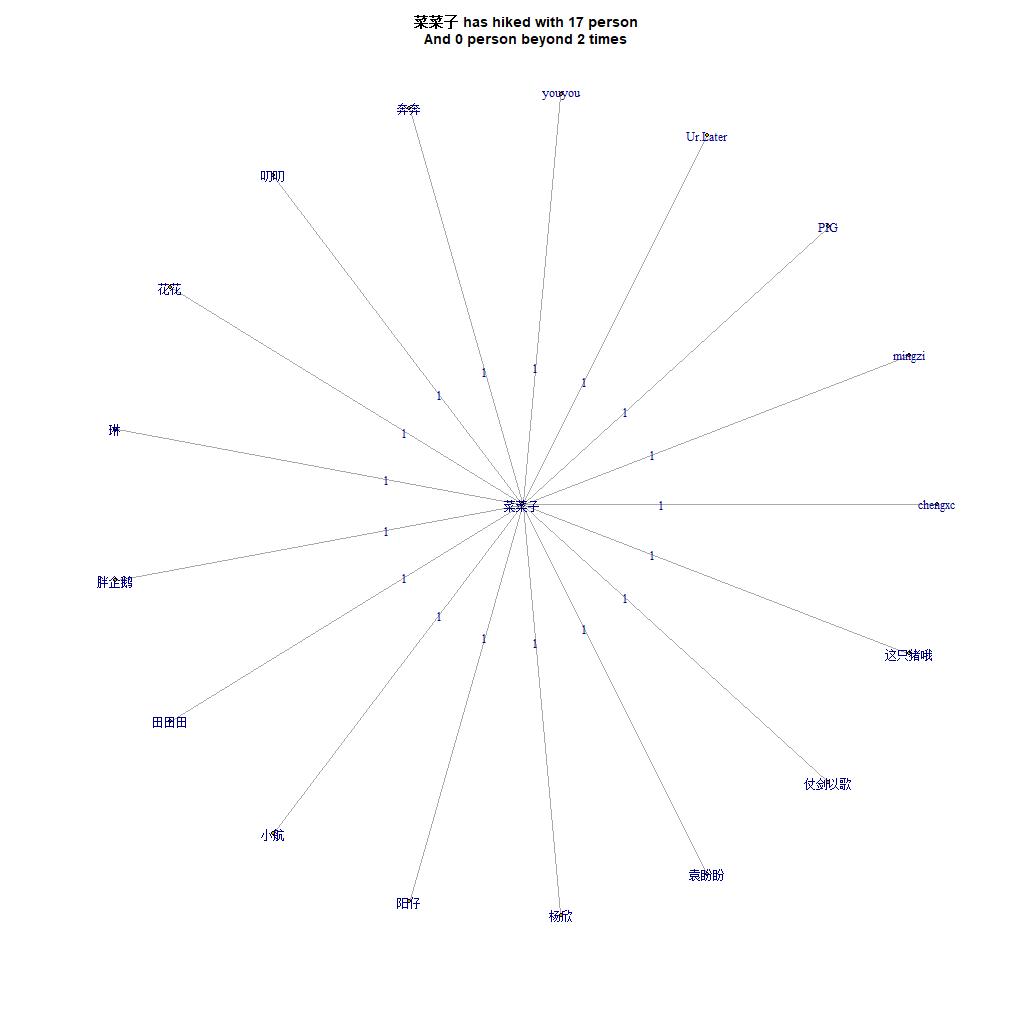 菜菜子 has hiked with 17 person
And 0 person beyond 2 times
youyou
奔奔
Ur.Later
叨叨
PIG
花花
mingzi
1
1
1
1
1
1
琳
1
1
1
菜菜子
1
chengxc
1
1
胖企鹅
1
1
1
1
1
1
这只猪哦
田田田
仗剑以歌
小航
袁盼盼
阳仔
杨欣